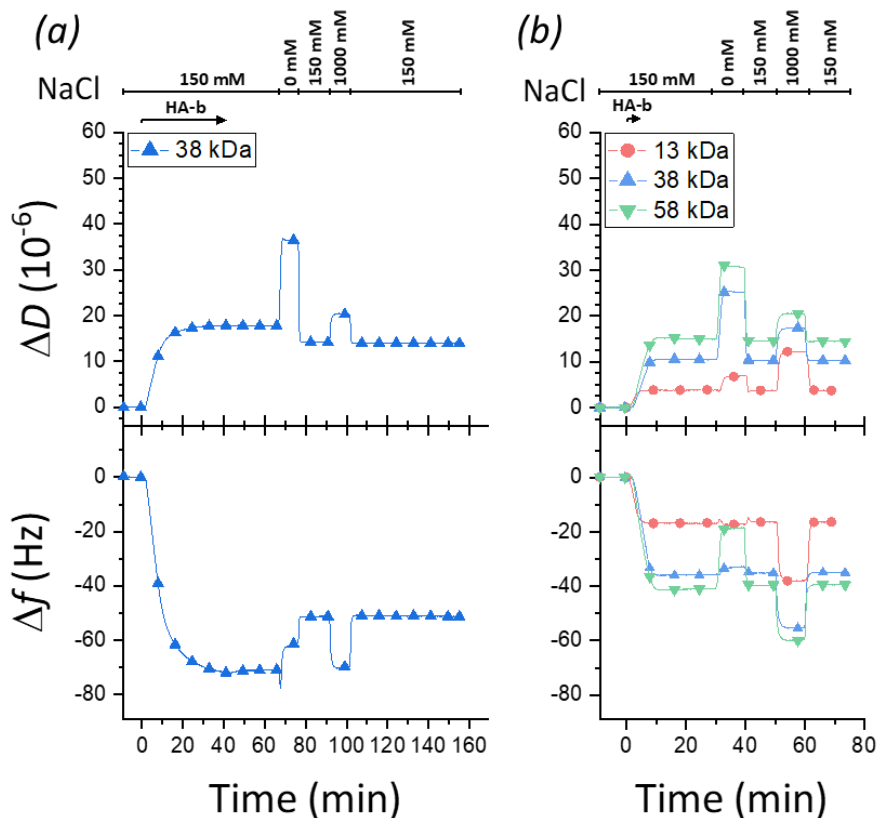 (a)
(b)
NaCl
150 mM
0 mM
150 mM
1000 mM
150 mM
HA-b
NaCl
150 mM
0 mM
150 mM
1000 mM
150 mM
HA-b
38 kDa
13 kDa
38 kDa
58 kDa
ΔD (10⁻⁶)
60
50
40
30
20
10
0
60
50
40
30
20
10
0
Δf (Hz)
0
-20
-40
-60
-80
0
-20
-40
-60
-80
0 20 40 60 80 100 120 140 160
0 20 40 60 80
Time (min)
Time (min)